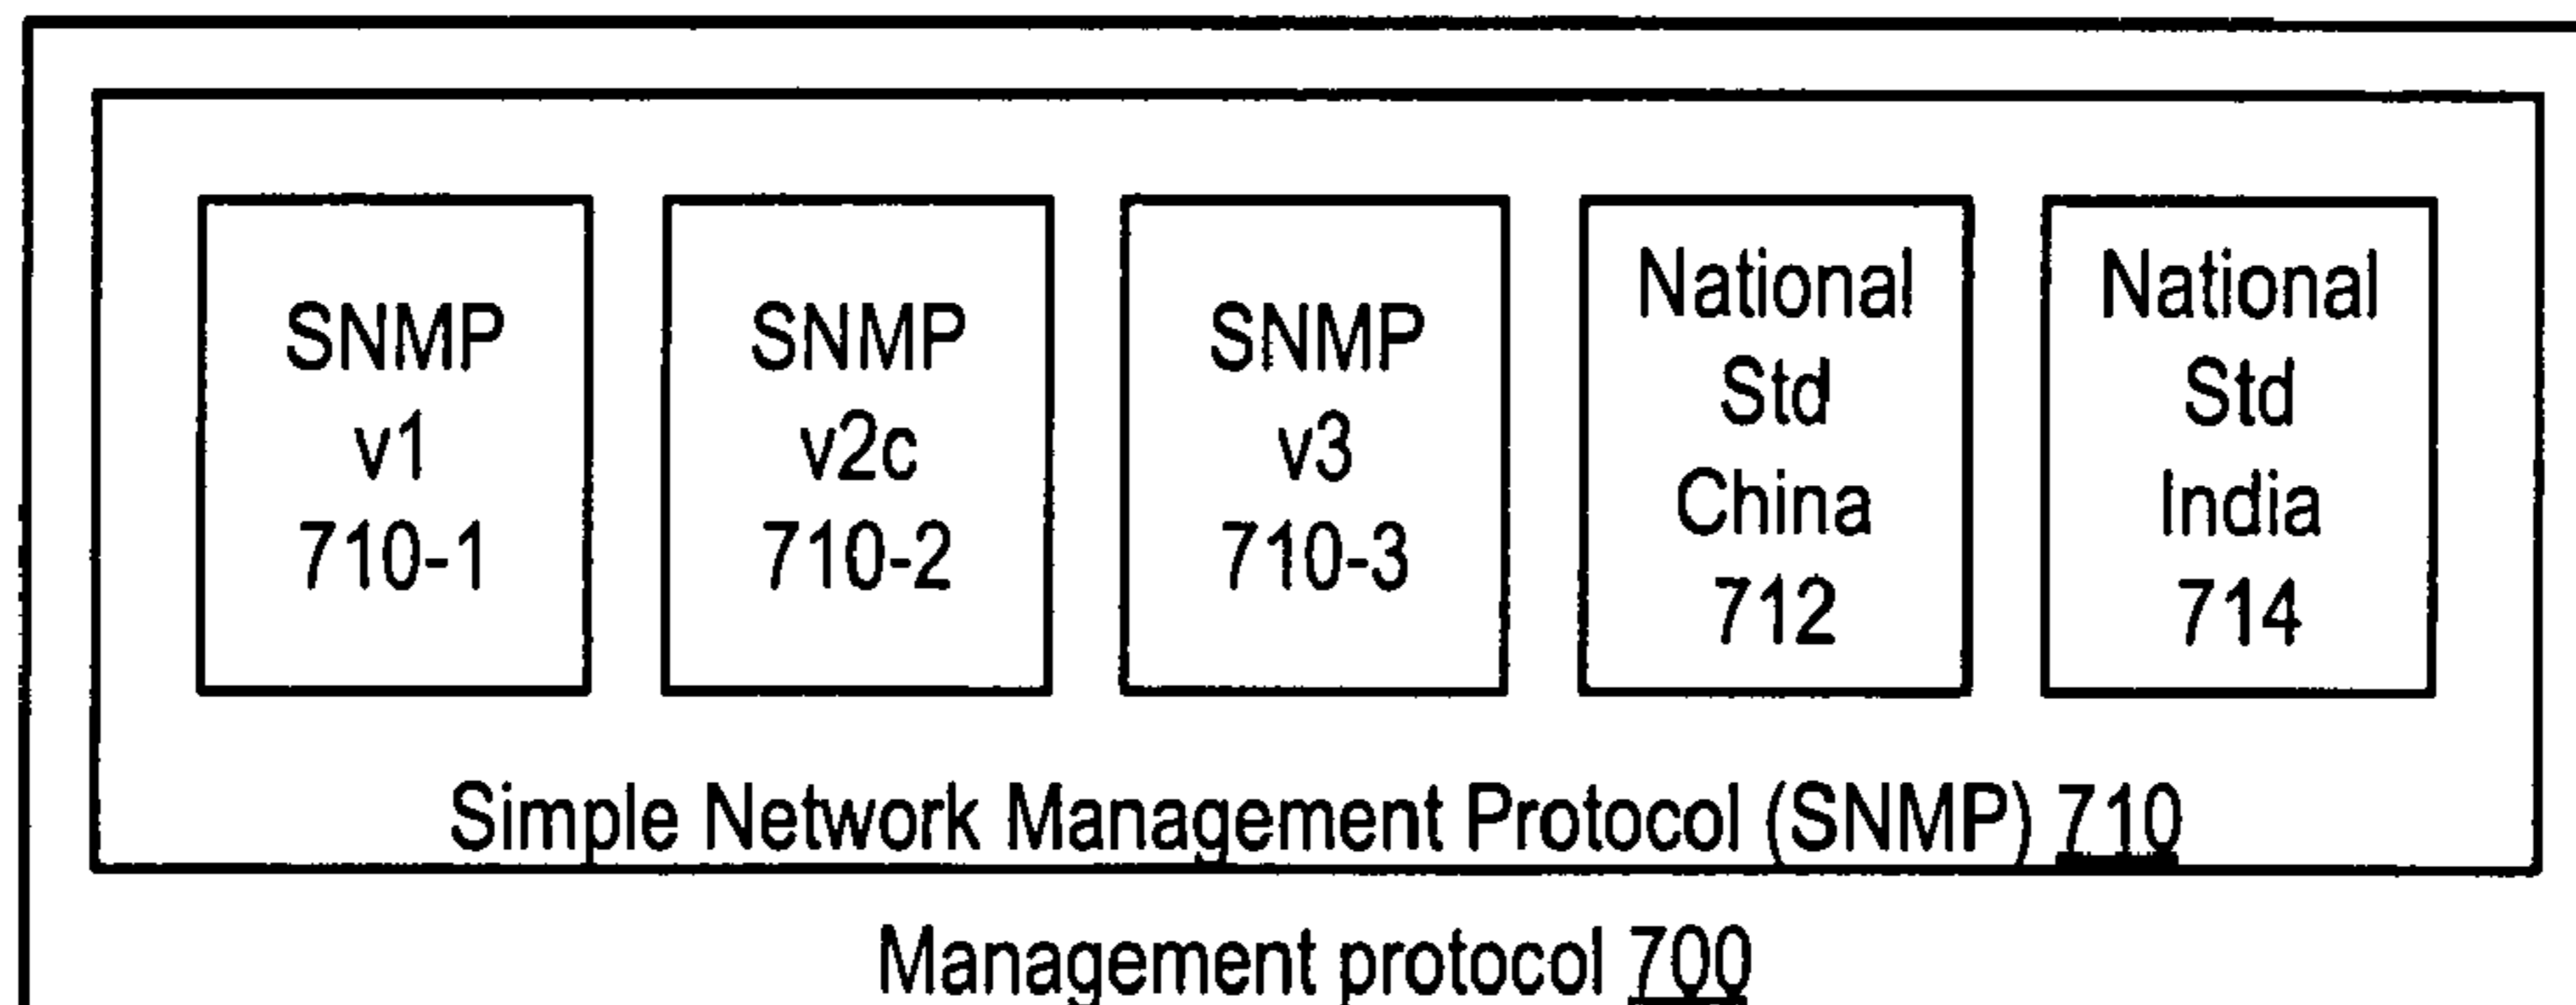 SNMP
v1
710-1
SNMP
v2c
710-2
SNMP
v3
710-3
National
Std
China
712
National
Std
India
714
Simple Network Management Protocol (SNMP) 710
Management protocol 700